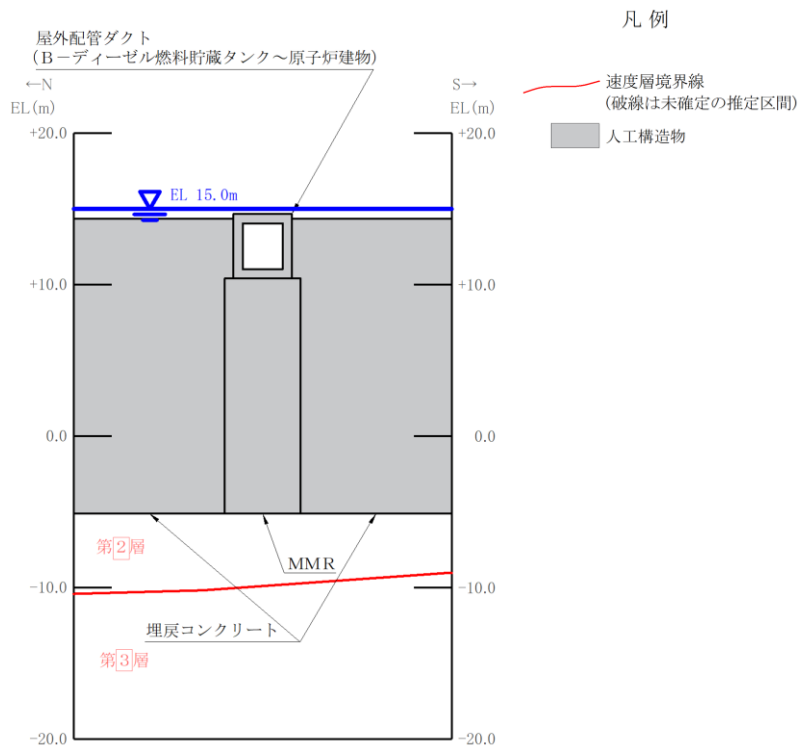 凡 例
屋外配管ダクト
(B-ディーゼル燃料貯蔵タンク~原子炉建物)
←N
S→
EL(m)
EL(m)
速度層境界線
(破線は未確定の推定区間)
人工構造物
+20.0
+20.0
EL 15.0m
+10.0
+10.0
0.0
0.0
第2層
MMR
-10.0
-10.0
埋戻コンクリート
第3層
-20.0
-20.0